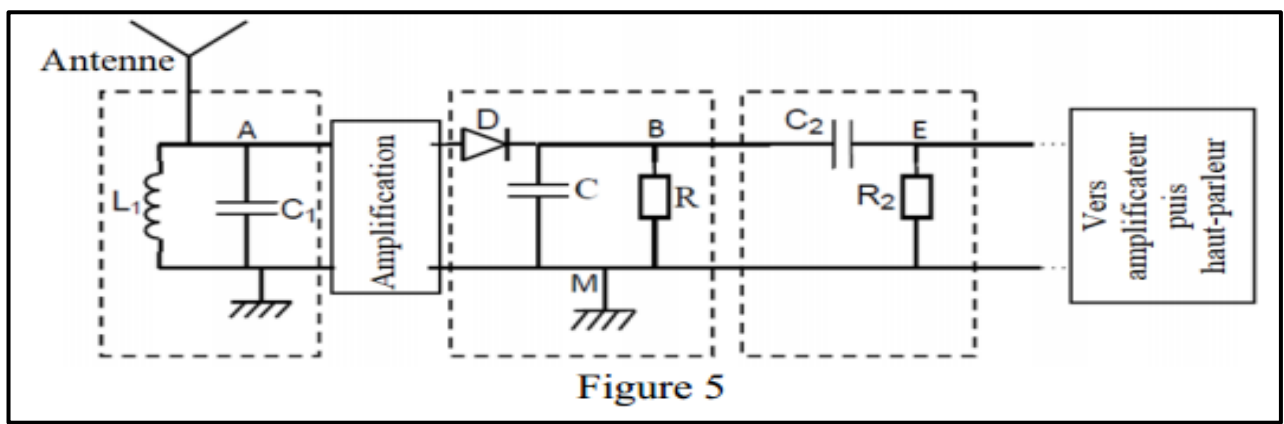 Antenne
A
L1
C1
Amplification
D
C
B
R
M
C2
E
R2
Vers
amplificateur
puis
haut-parleur
Figure 5